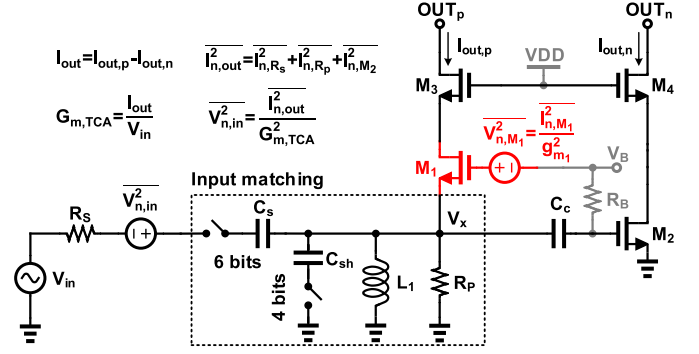 OUTp
OUTn
Iout=Iout,p-Iout,n
I²n,out=I²n,Rs+I²n,Rp+I²n,M2
Iout,p
VDD
Iout,n
M3
M4
Gm,TCA=Iout/Vin
V²n,in=I²n,out/G²m,TCA
V²n,M1=I²n,M1/g²m1
M1
VB
Input matching
V²n,in
RS
Cs
Vx
Cc
RB
M2
6 bits
Csh
Vin
4 bits
L1
RP